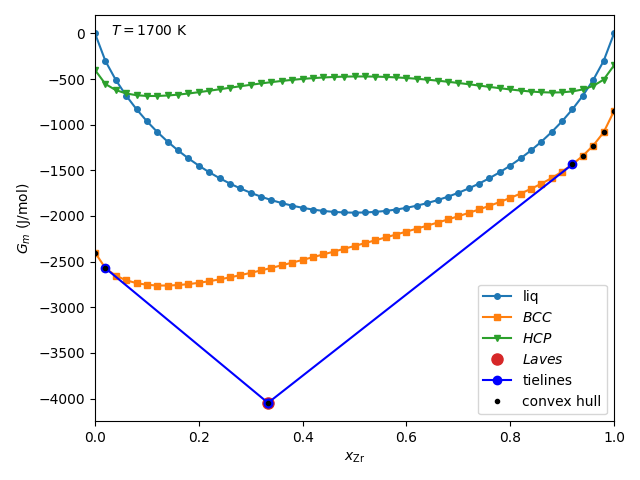 T = 1700 K
0
−500
−1000
−1500
−2000
−2500
−3000
−3500
−4000
G_m (J/mol)
liq
BCC
HCP
Laves
tielines
convex hull
0.0 0.2 0.4 0.6 0.8 1.0
x_Zr